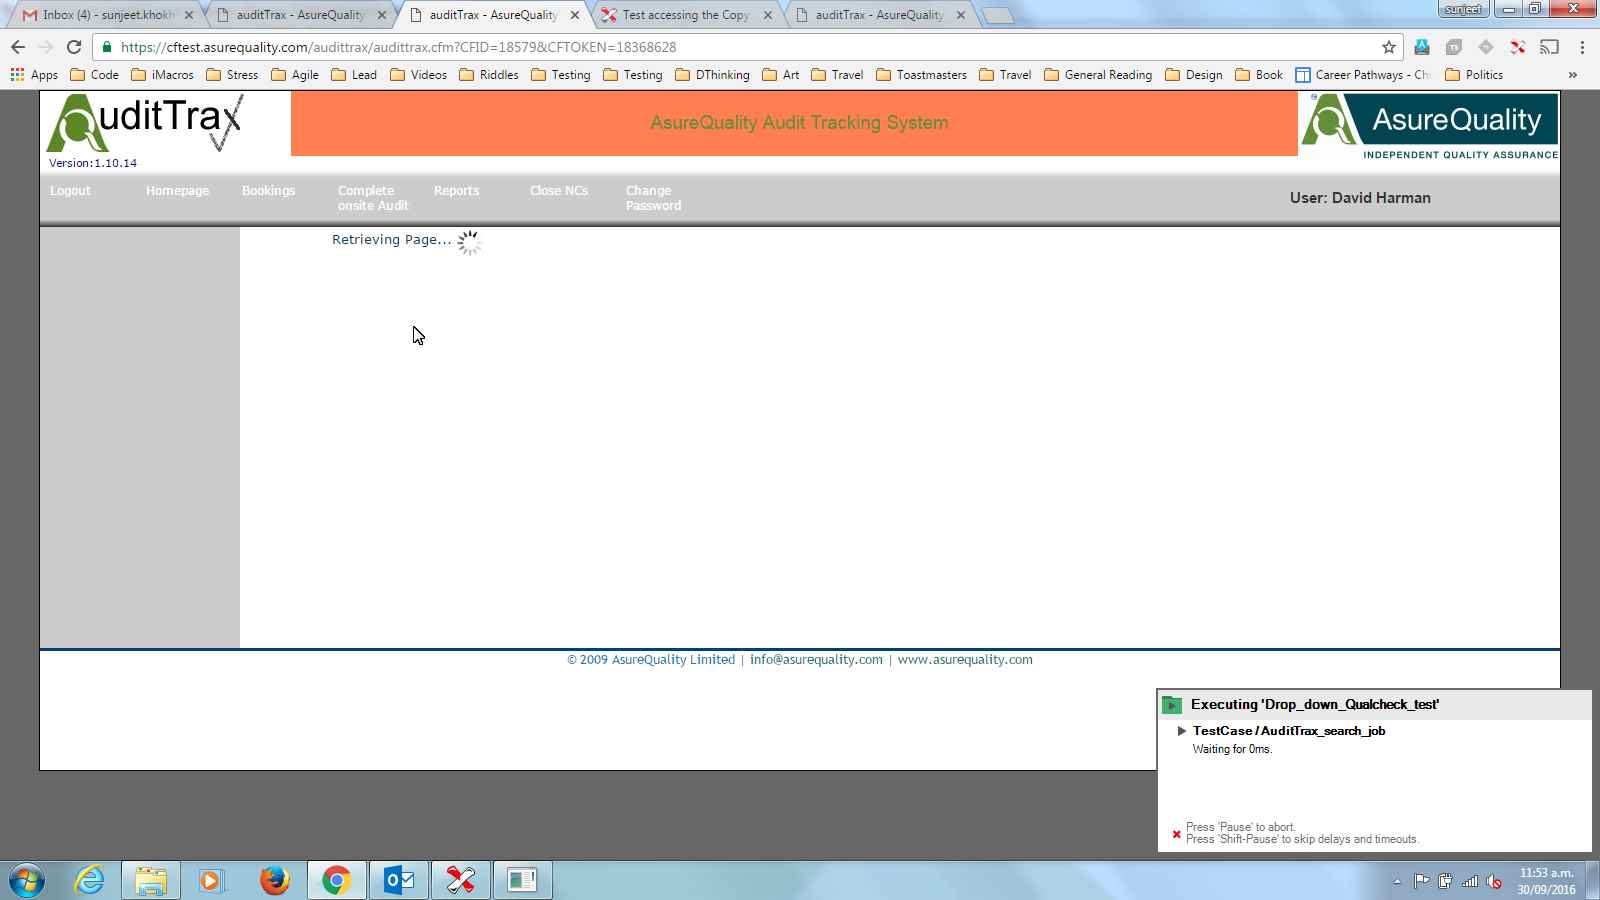 Inbox (4) - sunjeet.khokh
auditTrax - AsureQuality
auditTrax - AsureQuality
Test accessing the Copy
auditTrax - AsureQuality
sunjeet
https://cftest.asurequality.com/audittrax/audittrax.cfm?CFID=18579&CFTOKEN=18368628
Apps Code iMacros Stress Agile Lead Videos Riddles Testing Testing DThinking Art Travel Toastmasters Travel General Reading Design Book Career Pathways - Ch Politics »
AuditTrax
Version:1.10.14
AsureQuality Audit Tracking System
AsureQuality
INDEPENDENT QUALITY ASSURANCE
Logout
Homepage
Bookings
Complete
onsite Audit
Reports
Close NCs
Change
Password
User: David Harman
Retrieving Page...
© 2009 AsureQuality Limited | info@asurequality.com | www.asurequality.com
Executing 'Drop_down_Qualcheck_test'
TestCase / AuditTrax_search_job
Waiting for 0ms.
Press 'Pause' to abort.
Press 'Shift-Pause' to skip delays and timeouts.
11:53 a.m.
30/09/2016